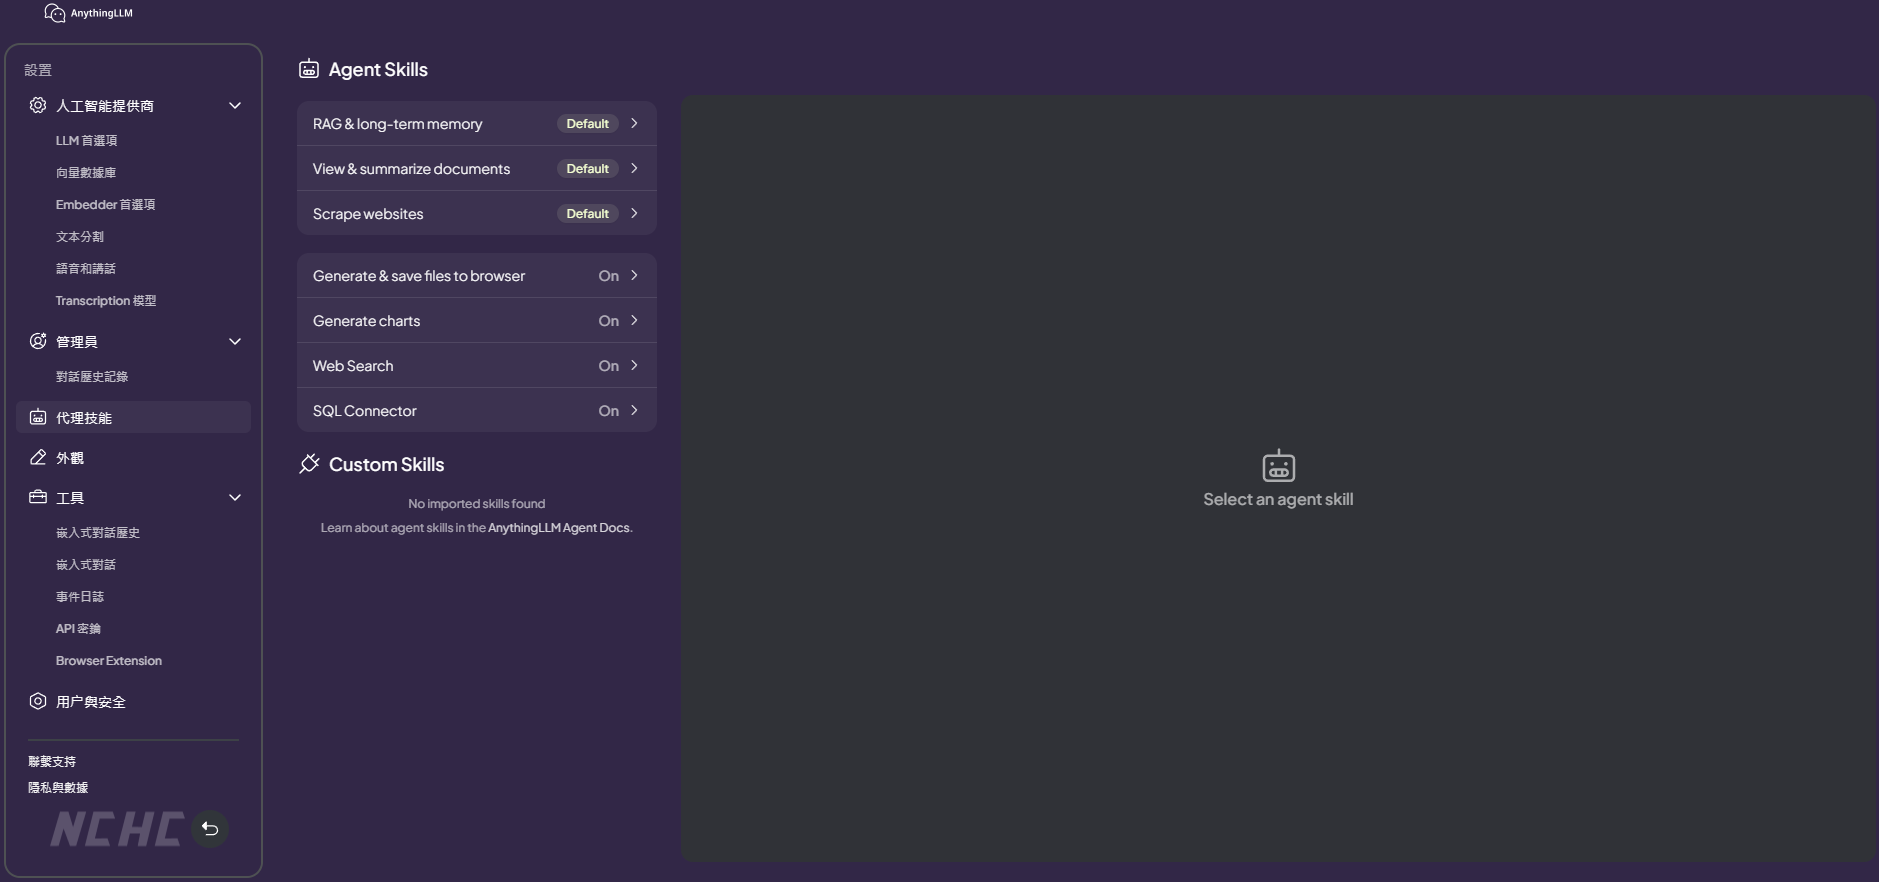 AnythingLLM
設置
人工智能提供商
LLM 首選項
向量數據庫
Embedder 首選項
文本分割
語音和講話
Transcription 模型
管理員
對話歷史記錄
代理技能
外觀
工具
嵌入式對話歷史
嵌入式對話
事件日誌
API 密鑰
Browser Extension
用户與安全
聯繫支持
隱私與數據
NCHC
Agent Skills
RAG & long-term memory Default
View & summarize documents Default
Scrape websites Default
Generate & save files to browser On
Generate charts On
Web Search On
SQL Connector On
Custom Skills
No imported skills found
Learn about agent skills in the AnythingLLM Agent Docs.
Select an agent skill